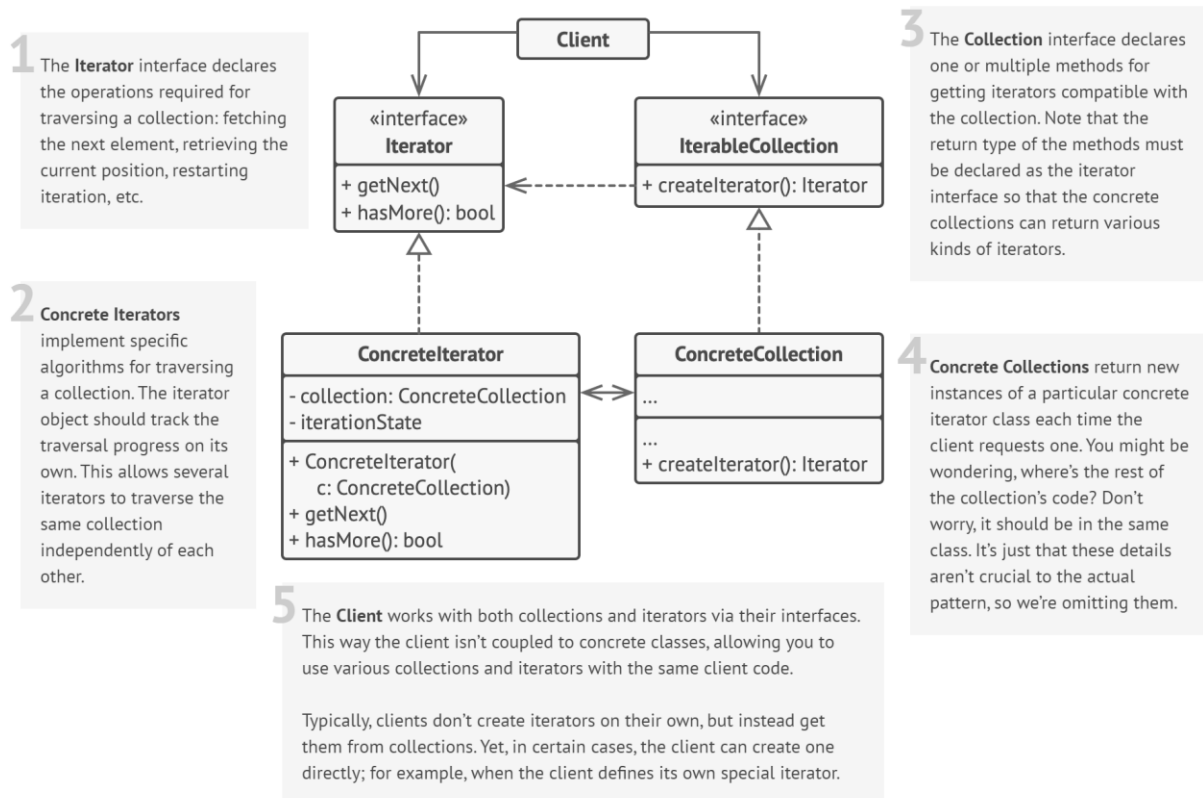 Client
1
The Iterator interface declares
the operations required for
traversing a collection: fetching
the next element, retrieving the
current position, restarting
iteration, etc.
«interface»
Iterator
+ getNext()
+ hasMore(): bool
«interface»
IterableCollection
+ createIterator(): Iterator
3
The Collection interface declares
one or multiple methods for
getting iterators compatible with
the collection. Note that the
return type of the methods must
be declared as the iterator
interface so that the concrete
collections can return various
kinds of iterators.
2
Concrete Iterators
implement specific
algorithms for traversing
a collection. The iterator
object should track the
traversal progress on its
own. This allows several
iterators to traverse the
same collection
independently of each
other.
ConcreteIterator
- collection: ConcreteCollection
- iterationState
+ ConcreteIterator(
c: ConcreteCollection)
+ getNext()
+ hasMore(): bool
ConcreteCollection
...
...
+ createIterator(): Iterator
4
Concrete Collections return new
instances of a particular concrete
iterator class each time the
client requests one. You might be
wondering, where’s the rest of
the collection’s code? Don’t
worry, it should be in the same
class. It’s just that these details
aren’t crucial to the actual
pattern, so we’re omitting them.
5
The Client works with both collections and iterators via their interfaces.
This way the client isn’t coupled to concrete classes, allowing you to
use various collections and iterators with the same client code.
Typically, clients don’t create iterators on their own, but instead get
them from collections. Yet, in certain cases, the client can create one
directly; for example, when the client defines its own special iterator.